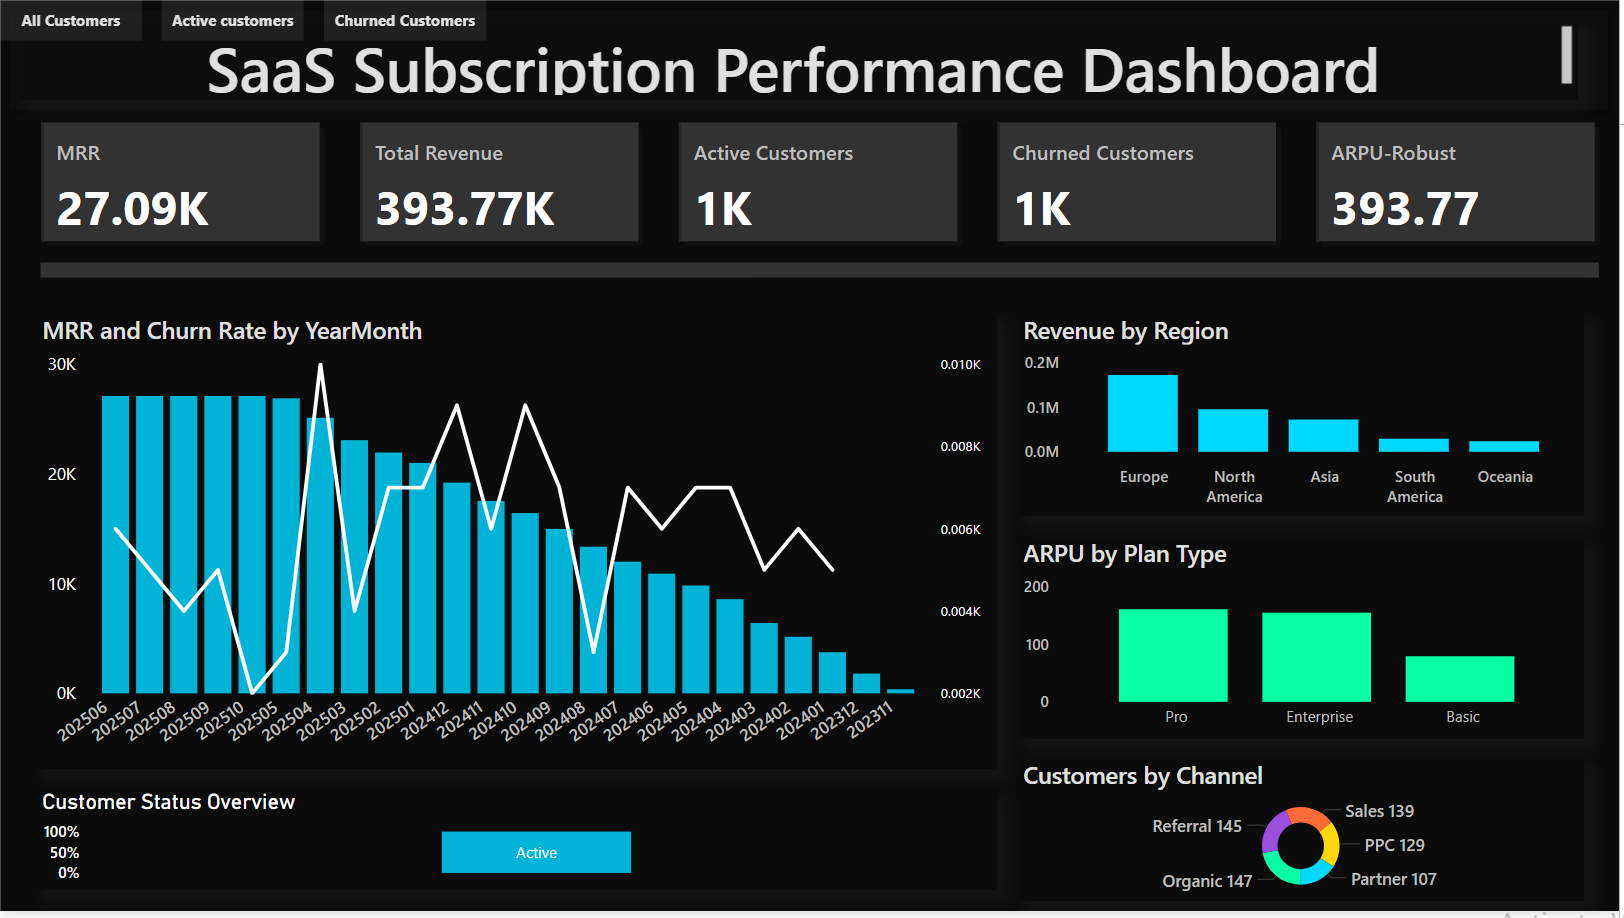 All Customers
Active customers
Churned Customers
SaaS Subscription Performance Dashboard
MRR
27.09K
Total Revenue
393.77K
Active Customers
1K
Churned Customers
1K
ARPU-Robust
393.77
MRR and Churn Rate by YearMonth
30K
20K
10K
0K
0.010K
0.008K
0.006K
0.004K
0.002K
202506
202507
202508
202509
202510
202505
202504
202503
202502
202501
202412
202411
202410
202409
202408
202407
202406
202405
202404
202403
202402
202401
202312
202311
Customer Status Overview
100%
50%
0%
Active
Revenue by Region
0.2M
0.1M
0.0M
Europe
North
America
Asia
South
America
Oceania
ARPU by Plan Type
200
100
0
Pro
Enterprise
Basic
Customers by Channel
Sales 139
Referral 145
PPC 129
Organic 147
Partner 107